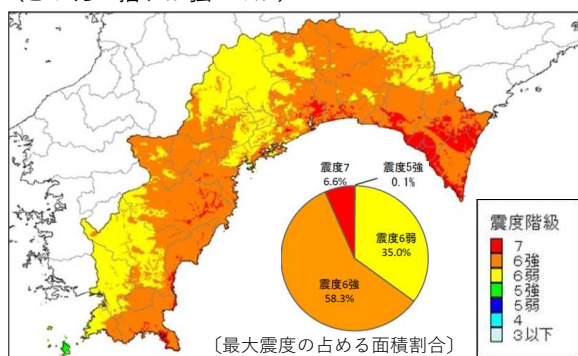 震度7
6.6%
震度5強
0.1%
震度6弱
35.0%
震度6強
58.3%
〔最大震度の占める面積割合〕
震度階級
7
6強
6弱
5強
5弱
4
3以下